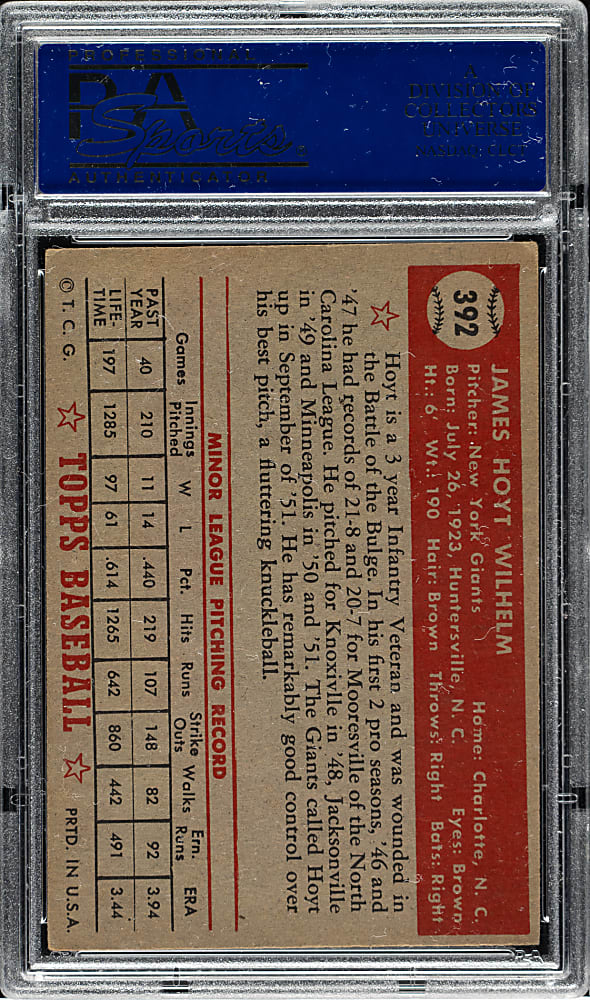 PROFESSIONAL
PSA
Sports
AUTHENTICATOR
A
DIVISION OF
COLLECTORS
UNIVERSE
NASDAQ: CLCT
392
JAMES HOYT WILHELM
Pitcher: New York Giants Home: Charlotte, N. C.
Born: July 26, 1923, Huntersville, N. C. Eyes: Brown
Ht.: 6 Wt.: 190 Hair: Brown Throws: Right Bats: Right
Hoyt is a 3 year Infantry Veteran and was wounded in
the Battle of the Bulge. In his first 2 pro seasons, '46 and
'47 he had records of 21-8 and 20-7 for Mooresville of the North
Carolina League. He pitched for Knoxivlle in '48, Jacksonville
in '49 and Minneapolis in '50 and '51. The Giants called Hoyt
up in September of '51. He has remarkably good control over
his best pitch, a fluttering knuckleball.
MINOR LEAGUE PITCHING RECORD
Games Innings Pitched W L Pct. Hits Runs Strike Outs Walks Ern. Runs ERA
PAST YEAR 40 210 11 14 .440 219 107 148 82 92 3.94
LIFE-TIME 197 1285 97 61 .614 1265 642 860 442 491 3.44
© T. C. G. TOPPS BASEBALL PRTD. IN U.S.A.